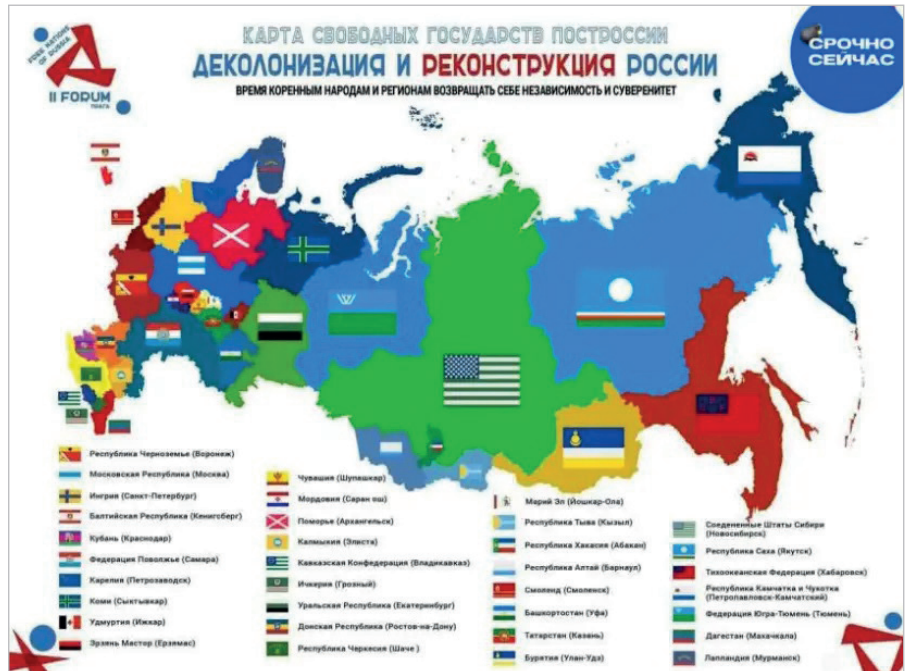 FREE NATIONS
OF RUSSIA
II FORUM
ПРАГА
КАРТА СВОБОДНЫХ ГОСУДАРСТВ ПОСТРОССИИ
ДЕКОЛОНИЗАЦИЯ И РЕКОНСТРУКЦИЯ РОССИИ
ВРЕМЯ КОРЕННЫМ НАРОДАМ И РЕГИОНАМ ВОЗВРАЩАТЬ СЕБЕ НЕЗАВИСИМОСТЬ И СУВЕРЕНИТЕТ
СРОЧНО
СЕЙЧАС
Республика Черноземье (Воронеж)
Московская Республика (Москва)
Ингрия (Санкт-Петербург)
Балтийская Республика (Кенигсберг)
Кубань (Краснодар)
Федерация Поволжье (Самара)
Карелия (Петрозаводск)
Коми (Сыктывкар)
Удмуртия (Ижкар)
Эрзянь Мастор (Ерзямас)
Чувашия (Шупашкар)
Мордовия (Саран ош)
Поморье (Архангельск)
Калмыкия (Элиста)
Кавказская Конфедерация (Владикавказ)
Ичкерия (Грозный)
Уральская Республика (Екатеринбург)
Донская Республика (Ростов-на-Дону)
Республика Черкесия (Шаче )
Марий Эл (Йошкар-Ола)
Республика Тыва (Кызыл)
Республика Хакасия (Абакан)
Республика Алтай (Барнаул)
Смоленд (Смоленск)
Башкортостан (Уфа)
Татарстан (Казань)
Бурятия (Улан-Удэ)
Соедененные Штаты Сибири
(Новосибирск)
Республика Саха (Якутск)
Тихоокеанская Федерация (Хабаровск)
Республика Камчатка и Чукотка
(Петропавловск-Камчатский)
Федерация Югра-Тюмень (Тюмень)
Дагестан (Махачкала)
Лапландия (Мурманск)